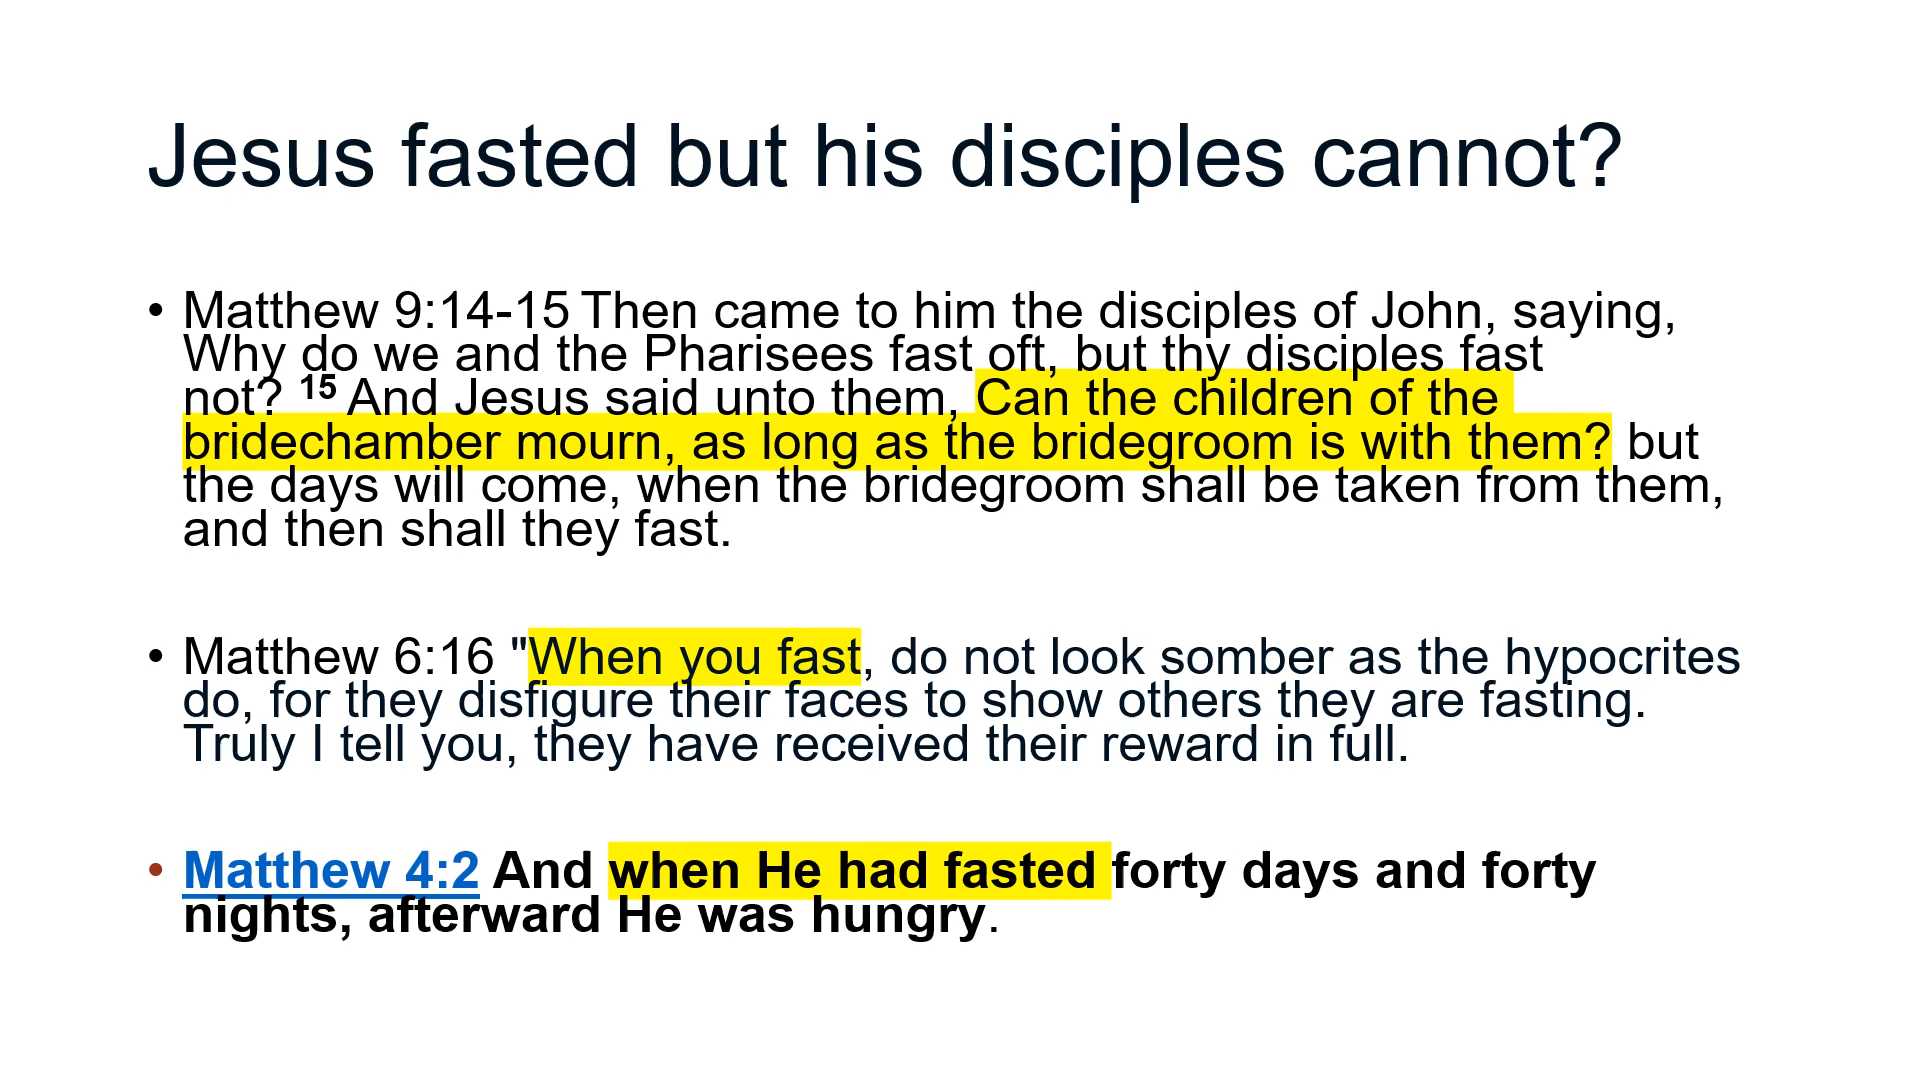 Jesus fasted but his disciples cannot?
• Matthew 9:14-15 Then came to him the disciples of John, saying,
Why do we and the Pharisees fast oft, but thy disciples fast
not? 15 And Jesus said unto them, Can the children of the
bridechamber mourn, as long as the bridegroom is with them? but
the days will come, when the bridegroom shall be taken from them,
and then shall they fast.
• Matthew 6:16 "When you fast, do not look somber as the hypocrites
do, for they disfigure their faces to show others they are fasting.
Truly I tell you, they have received their reward in full.
• Matthew 4:2 And when He had fasted forty days and forty
nights, afterward He was hungry.